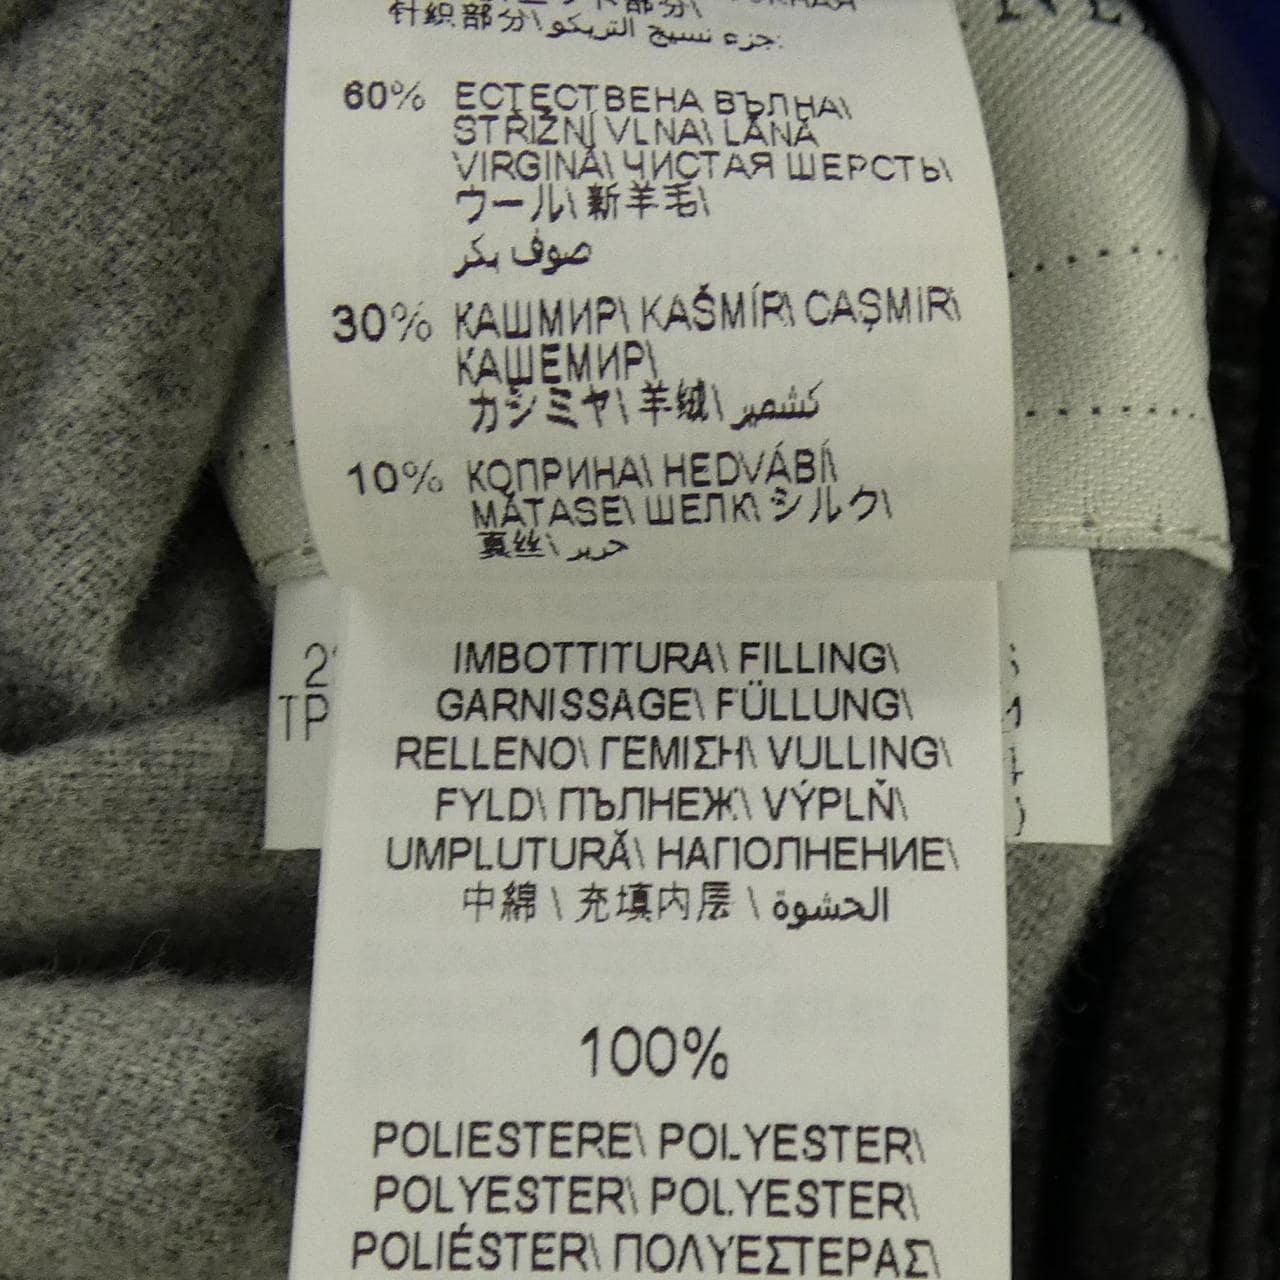 针织部分\ جزء نسيج التريكو:
60% ЕСТЕСТВЕНА ВЪЛНА\
STŘIŽNÍ VLNA\ LÂNĂ
VIRGINĂ\ ЧИСТАЯ ШЕРСТЬ\
ウール\ 新羊毛\
صوف بكر
30% КАШМИР\ KAŠMÍR\ CAŞMIR\
КАШЕМИР\
カシミヤ\ 羊绒\ كشمير
10% КОПРИНА\ HEDVÁBÍ\
MĂTASE\ ШЕЛК\ シルク\
真丝\ حرير
IMBOTTITURA\ FILLING\
GARNISSAGE\ FÜLLUNG\
RELLENO\ ΓΕΜΙΣΗ\ VULLING\
FYLD\ ПЪЛНЕЖ\ VÝPLŇ\
UMPLUTURĂ\ НАПОЛНЕНИЕ\
中綿 \ 充填内层 \ الحشوة
100%
POLIESTERE\ POLYESTER\
POLYESTER\ POLYESTER\
POLIÉSTER\ ΠΟΛΥΕΣΤΕΡΑΣ\